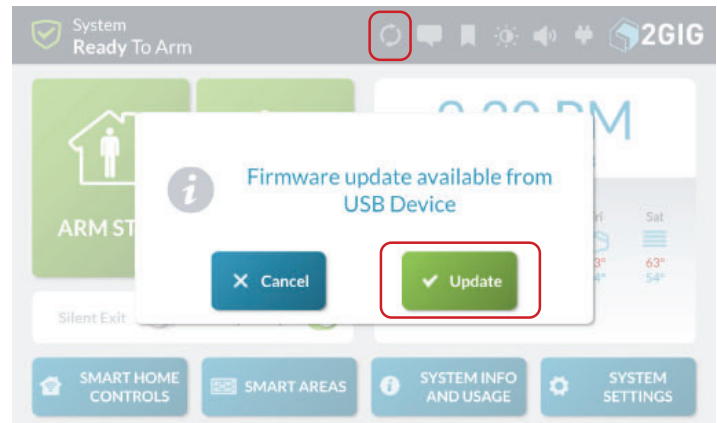 System
Ready To Arm
2GIG
PM
Firmware update available from
USB Device
Cancel
Update
ARM
Sat
63°
54°
Silent Exit
SMART HOME
CONTROLS
SMART AREAS
SYSTEM INFO
AND USAGE
SYSTEM
SETTINGS